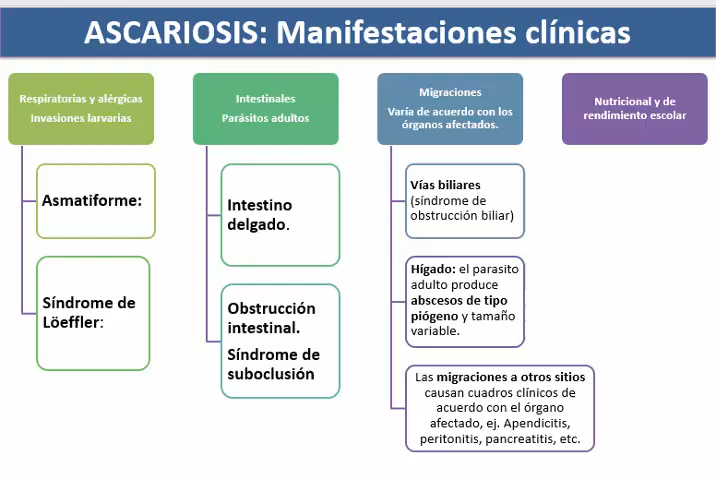 ASCARIOSIS: Manifestaciones clínicas
Respiratorias y alérgicas
Invasiones larvarias
Asmatiforme:
Síndrome de
Löeffler:
Intestinales
Parásitos adultos
Intestino
delgado.
Obstrucción
intestinal.
Síndrome de
suboclusión
Migraciones
Varía de acuerdo con los
órganos afectados.
Vías biliares
(síndrome de
obstrucción biliar)
Hígado: el parasito
adulto produce
abscesos de tipo
piógeno y tamaño
variable.
Las migraciones a otros sitios
causan cuadros clínicos de
acuerdo con el órgano
afectado, ej. Apendicitis,
peritonitis, pancreatitis, etc.
Nutricional y de
rendimiento escolar